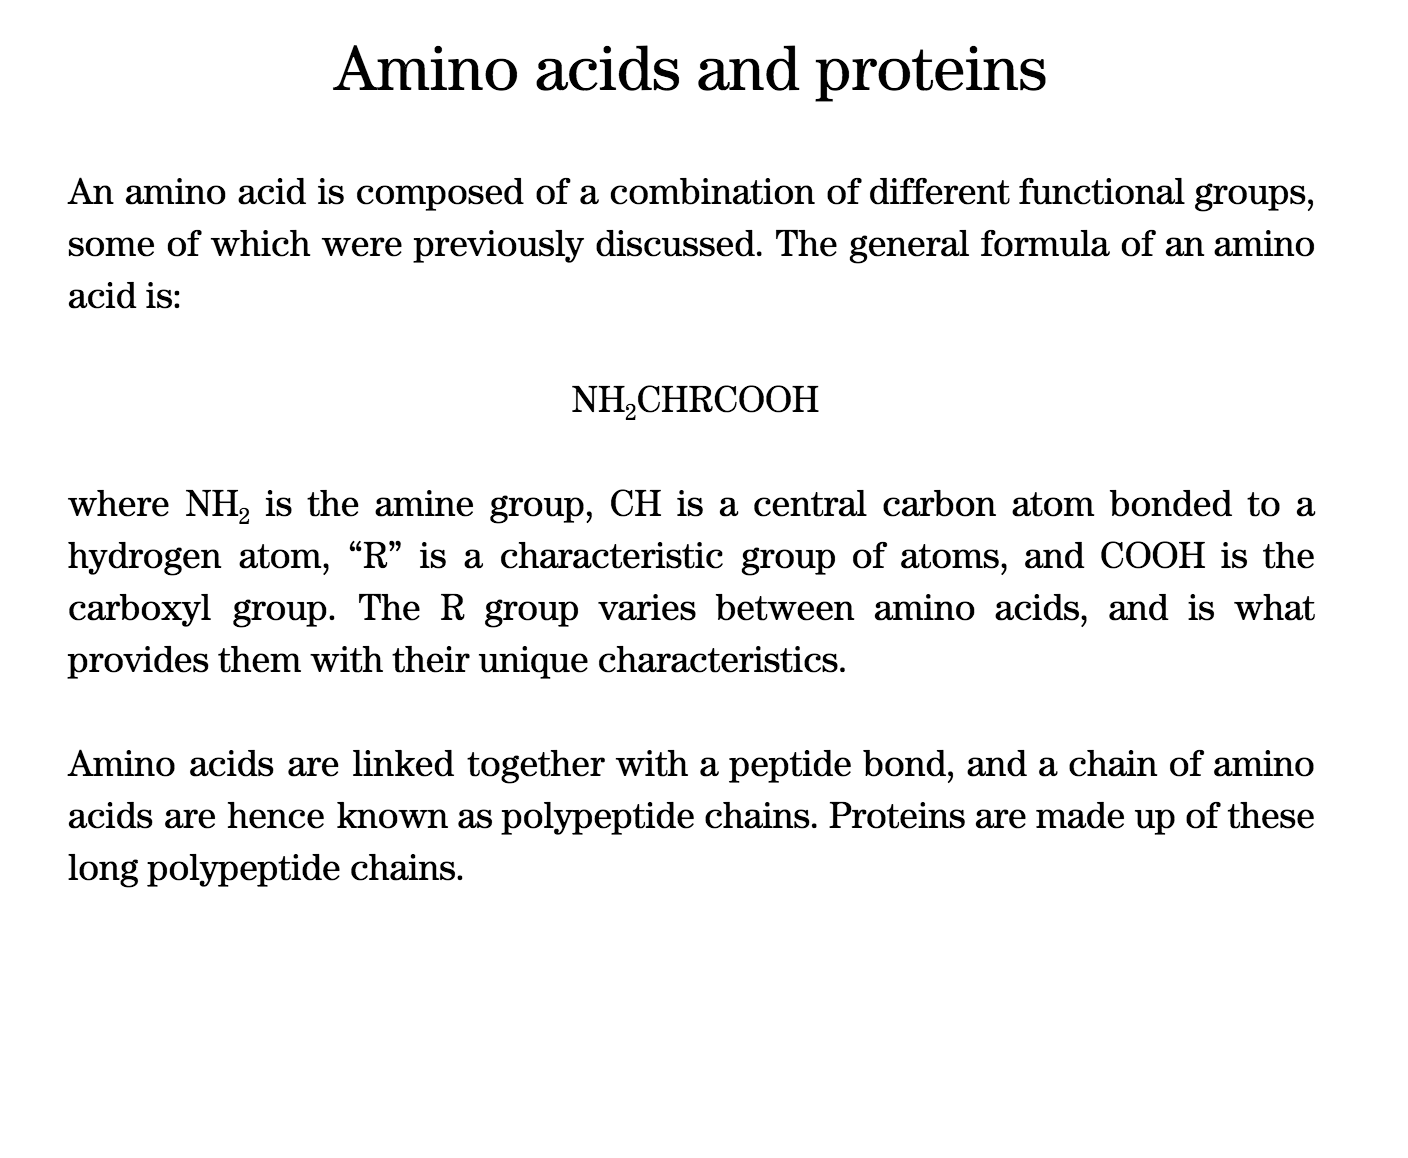 Amino acids and proteins
An amino acid is composed of a combination of different functional groups,
some of which were previously discussed. The general formula of an amino
acid is:
NH₂CHRCOOH
where NH₂ is the amine group, CH is a central carbon atom bonded to a
hydrogen atom, “R” is a characteristic group of atoms, and COOH is the
carboxyl group. The R group varies between amino acids, and is what
provides them with their unique characteristics.
Amino acids are linked together with a peptide bond, and a chain of amino
acids are hence known as polypeptide chains. Proteins are made up of these
long polypeptide chains.